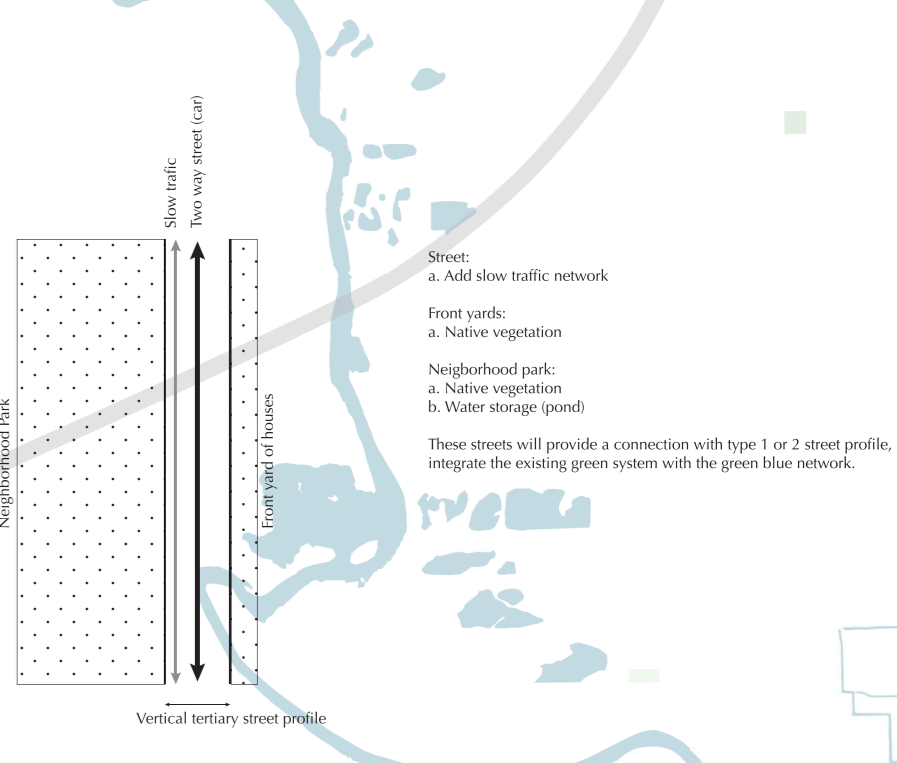 Slow trafic
Two way street (car)
Neighborhood Park
Front yard of houses
Vertical tertiary street profile
Street:
a. Add slow traffic network
Front yards:
a. Native vegetation
Neigborhood park:
a. Native vegetation
b. Water storage (pond)
These streets will provide a connection with type 1 or 2 street profile,
integrate the existing green system with the green blue network.